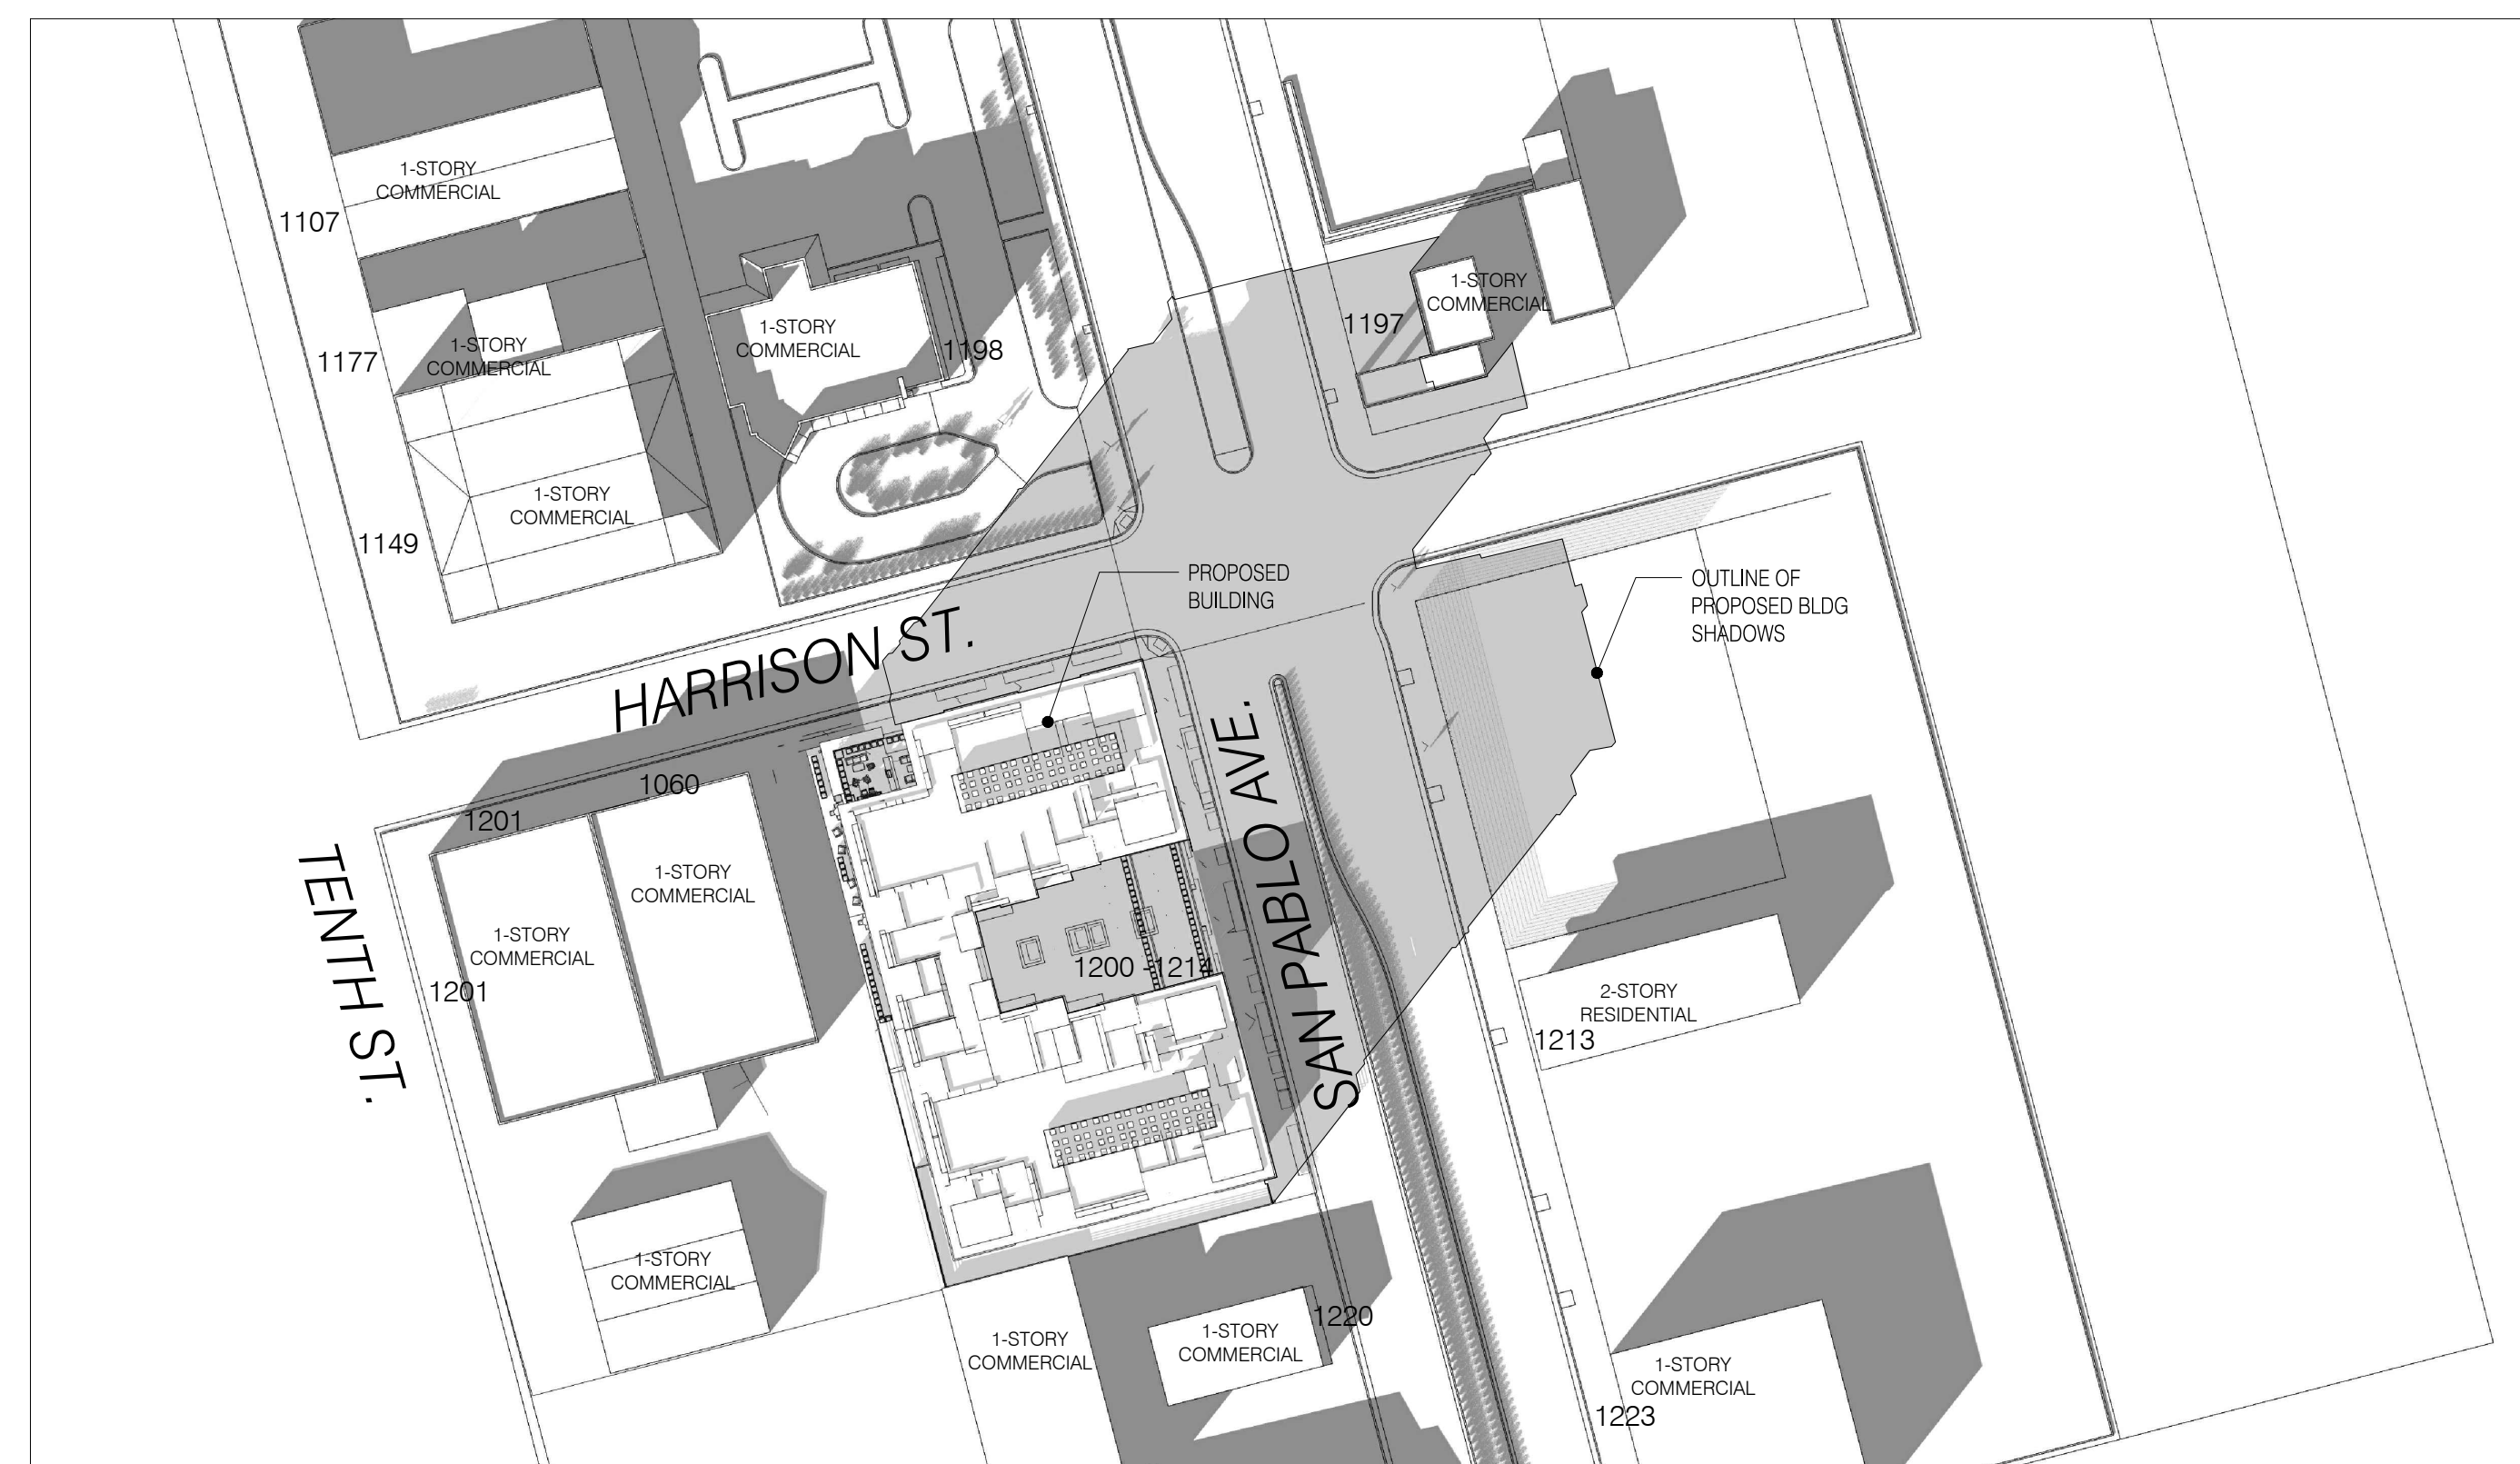 1-STORY
COMMERCIAL
1107
1-STORY
COMMERCIAL
1177
1-STORY
COMMERCIAL
1198
1-STORY
COMMERCIAL
1197
1-STORY
COMMERCIAL
1149
PROPOSED
BUILDING
OUTLINE OF
PROPOSED BLDG
SHADOWS
HARRISON ST.
1060
1201
1-STORY
COMMERCIAL
1-STORY
COMMERCIAL
1201
TENTH ST.
1200 -1214
SAN PABLO AVE.
2-STORY
RESIDENTIAL
1213
1-STORY
COMMERCIAL
1-STORY
COMMERCIAL
1-STORY
COMMERCIAL
1220
1-STORY
COMMERCIAL
1223